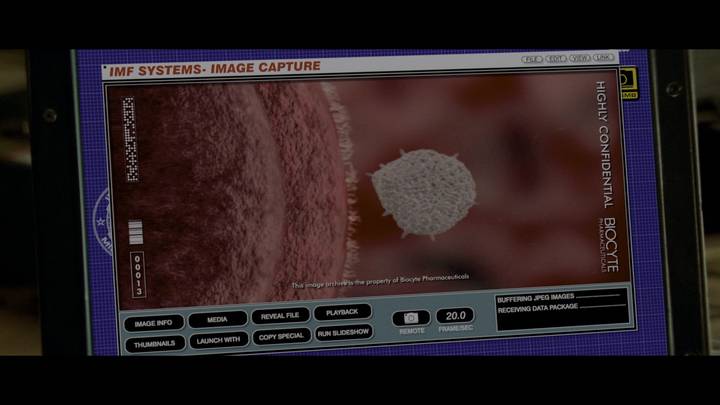 IMF SYSTEMS- IMAGE CAPTURE
FILE
EDIT
VIEW
LINK
HIGHLY CONFIDENTIAL
BIOCYTE
PHARMACEUTICALS
00013
This image archive is the property of Biocyte Pharmaceuticals
IMAGE INFO
MEDIA
REVEAL FILE
PLAYBACK
THUMBNAILS
LAUNCH WITH
COPY SPECIAL
RUN SLIDESHOW
REMOTE
20.0
FRAME/SEC
BUFFERING JPEG IMAGES
RECEIVING DATA PACKAGE